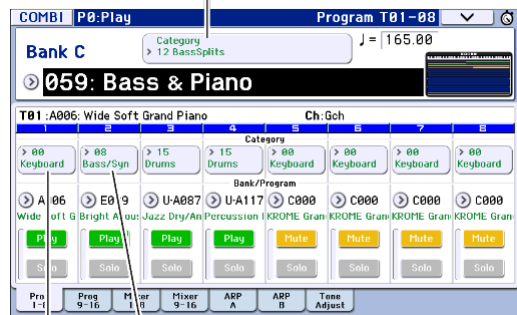 COMBI P0:Play Program T01-08
Bank C
Category
> 12 BassSplits
♩= 165.00
059: Bass & Piano
T01 :A006: Wide Soft Grand Piano Ch:Gch
1 2 3 4 5 6 7 8
Category
> 00 > 08 > 15 > 15 > 00 > 00 > 00 > 00
Keyboard Bass/Syn Drums Drums Keyboard Keyboard Keyboard Keyboard
Bank/Program
U-A087 U-A117 C000 C000 C000 C000
Wide Bright Jazz Dry/An Percussion KROME Gran KROME Gran KROME Gran KROME Gran
Play Play Play Play Mute Mute Mute Mute
Solo Solo Solo Solo Solo Solo Solo Solo
Prog Mixer ARP ARP Tone
9-16 9-16 A B Adjust